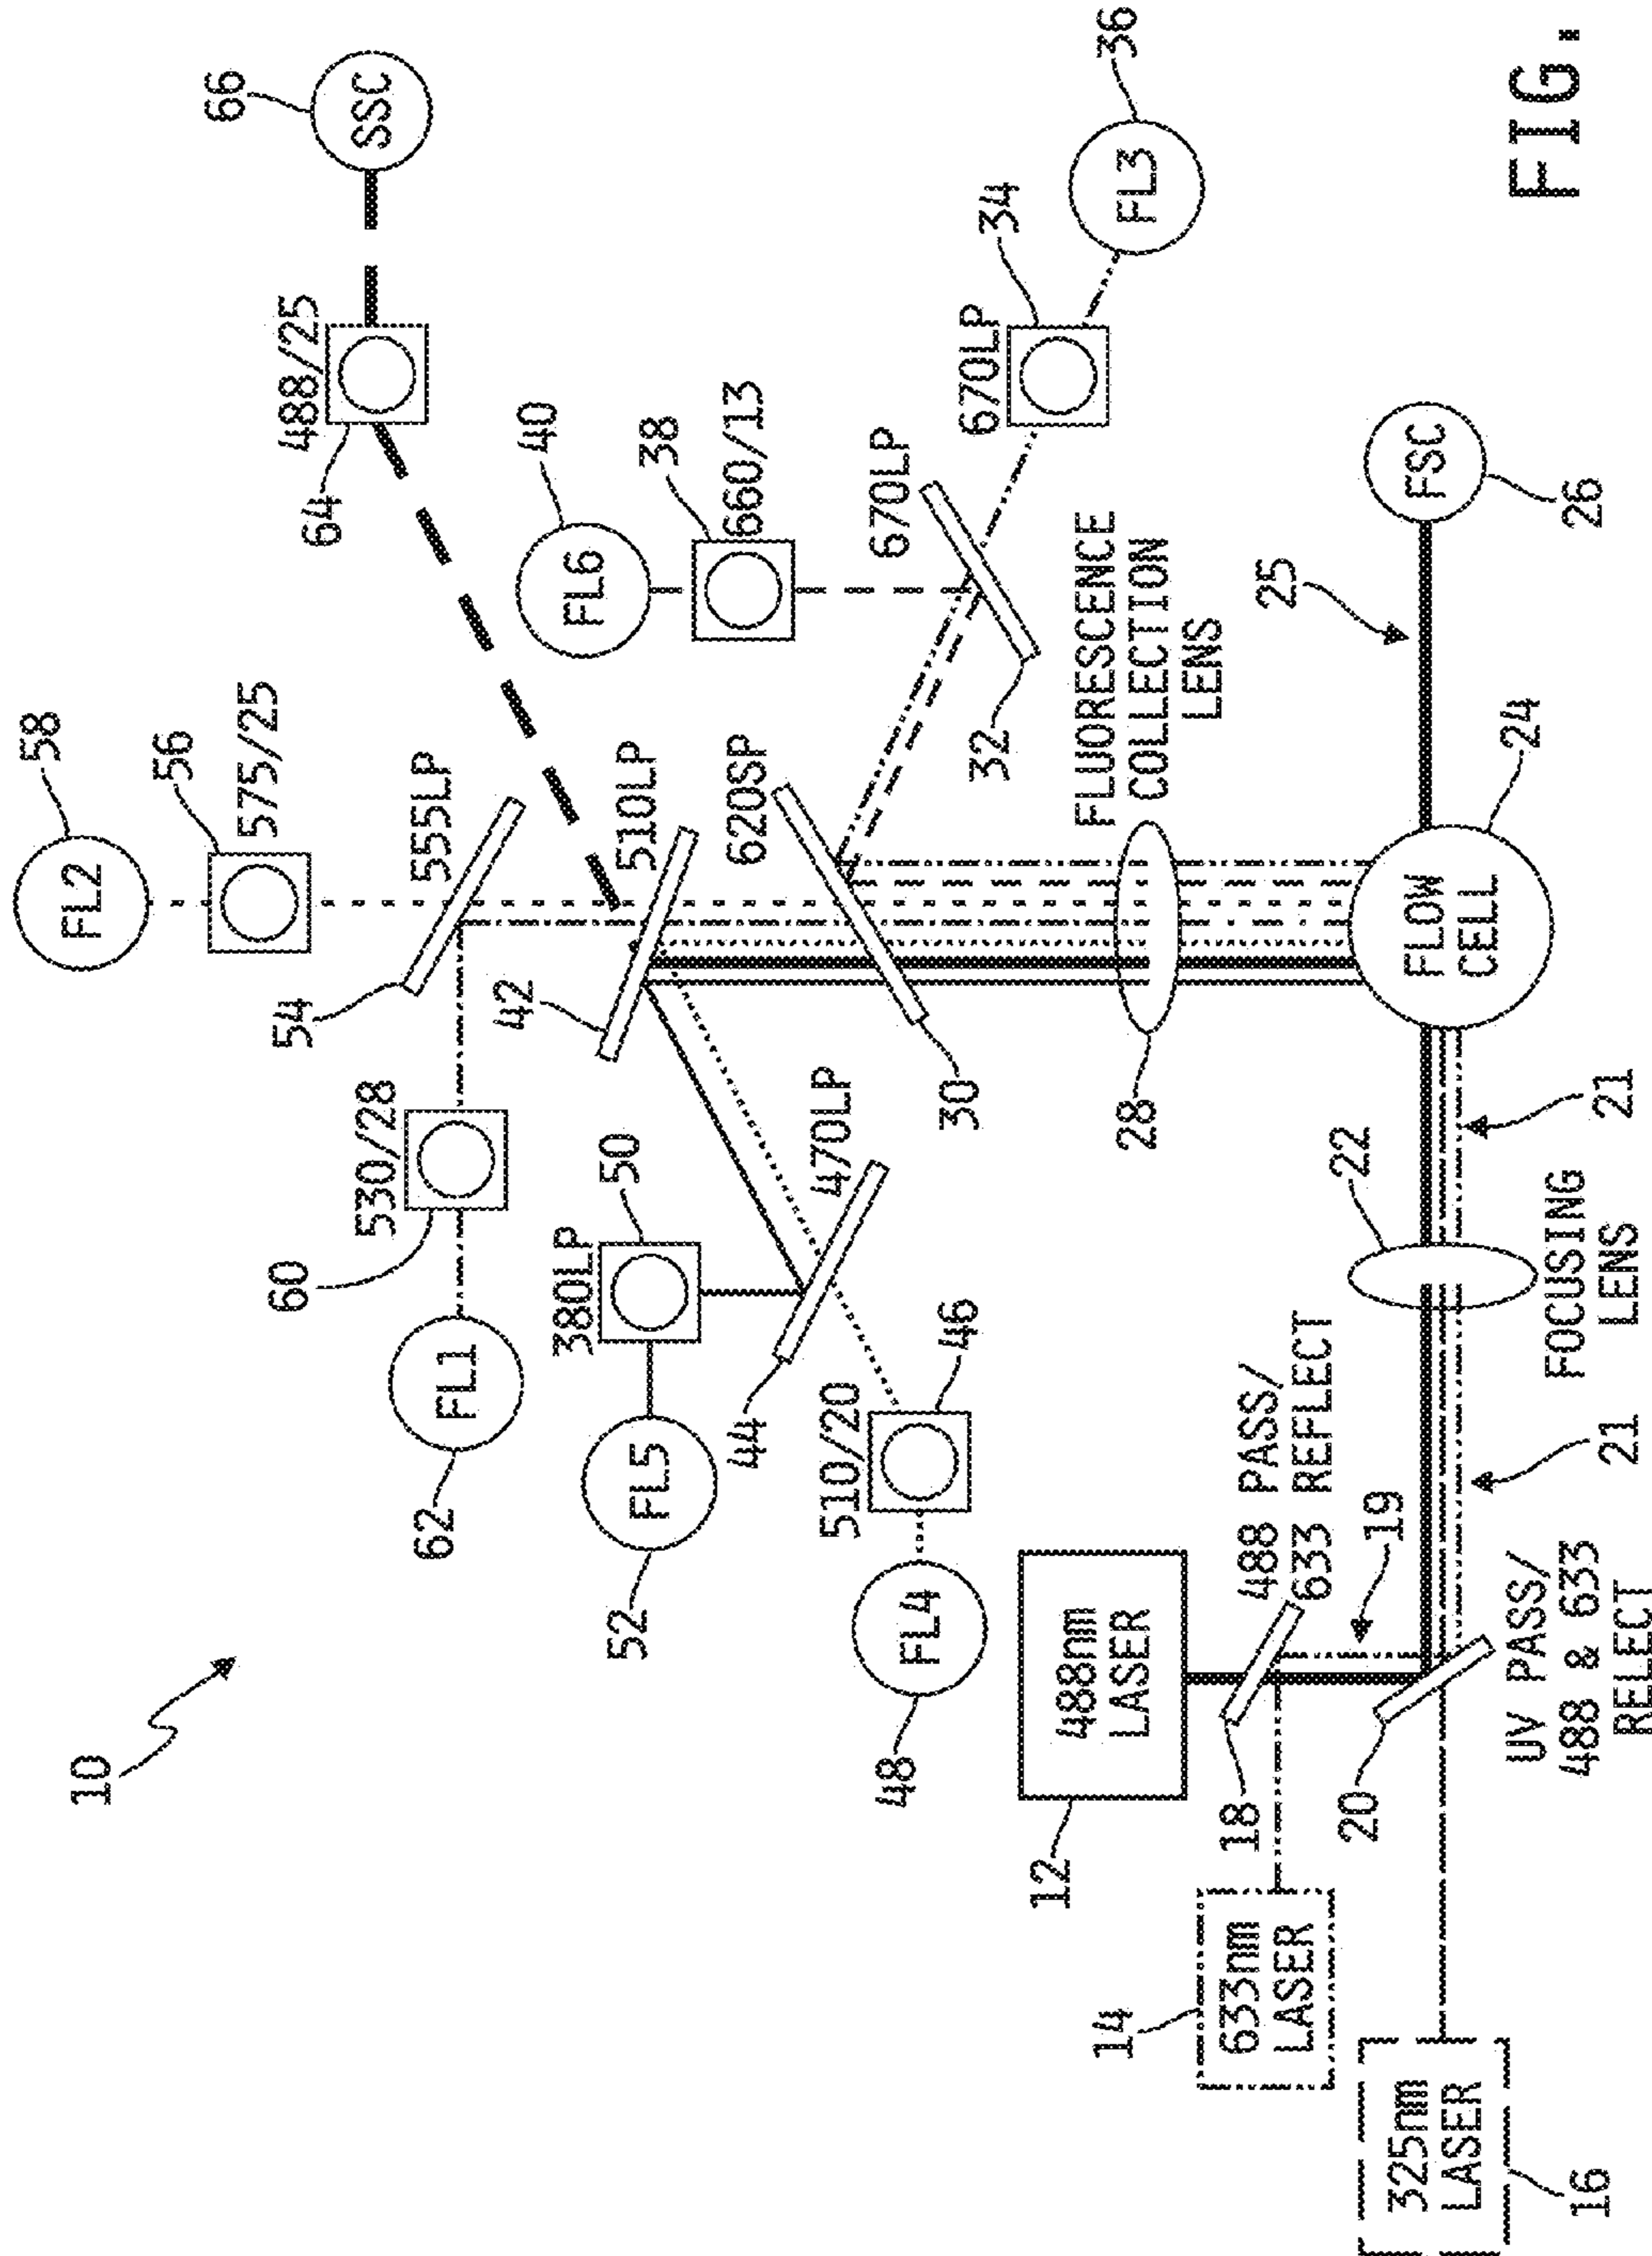 10
62
FL1
60
530/28
54
555LP
58
FL2
56
575/25
66
SSC
64
488/25
52
FL5
50
380LP
42
510LP
40
FL6
38
660/13
44
470LP
48
FL4
46
510/20
30
620SP
32
670LP
34
670LP
36
FL3
12
488nm
LASER
28
FLUORESCENCE
COLLECTION
LENS
14
633nm
LASER
18
488 PASS/
633 REFLECT
19
22
FOCUSING
LENS
24
FLOW
CELL
25
26
FSC
16
325nm
LASER
20
UV PASS/
488 & 633
RELECT
21
21
FIG.